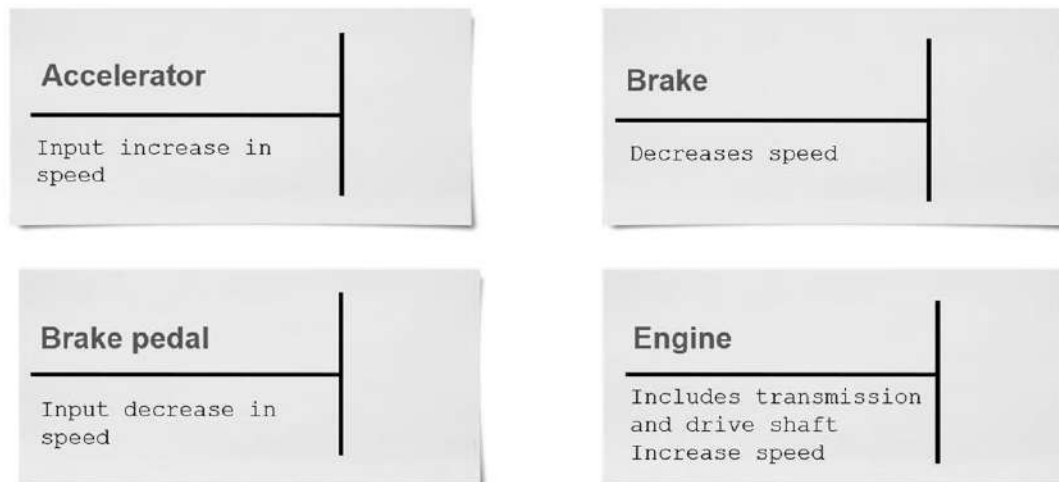 Accelerator
Input increase in
speed
Brake
Decreases speed
Brake pedal
Input decrease in
speed
Engine
Includes transmission
and drive shaft
Increase speed